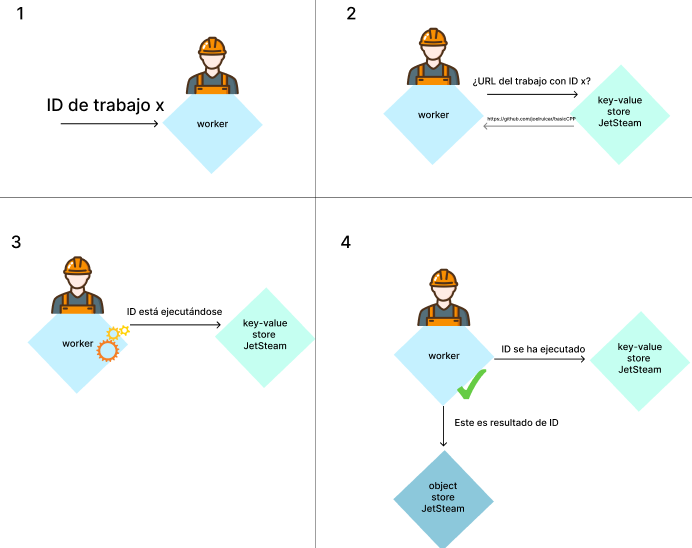 1
ID de trabajo x
worker
2
¿URL del trabajo con ID x?
https://github.com/joelruicar/basicCPP
worker
key-value
store
JetSteam
3
ID está ejecutándose
worker
key-value
store
JetSteam
4
ID se ha ejecutado
worker
key-value
store
JetSteam
Este es resultado de ID
object
store
JetSteam